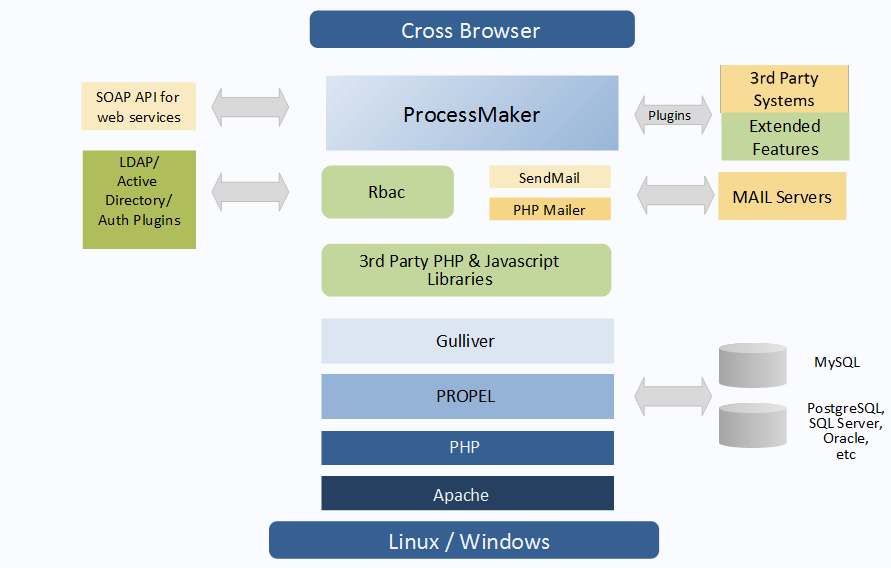 Cross Browser
SOAP API for
web services
ProcessMaker
Plugins
3rd Party
Systems
Extended
Features
LDAP/
Active
Directory/
Auth Plugins
Rbac
SendMail
PHP Mailer
MAIL Servers
3rd Party PHP & Javascript
Libraries
Gulliver
PROPEL
PHP
Apache
MySQL
PostgreSQL,
SQL Server,
Oracle,
etc
Linux / Windows